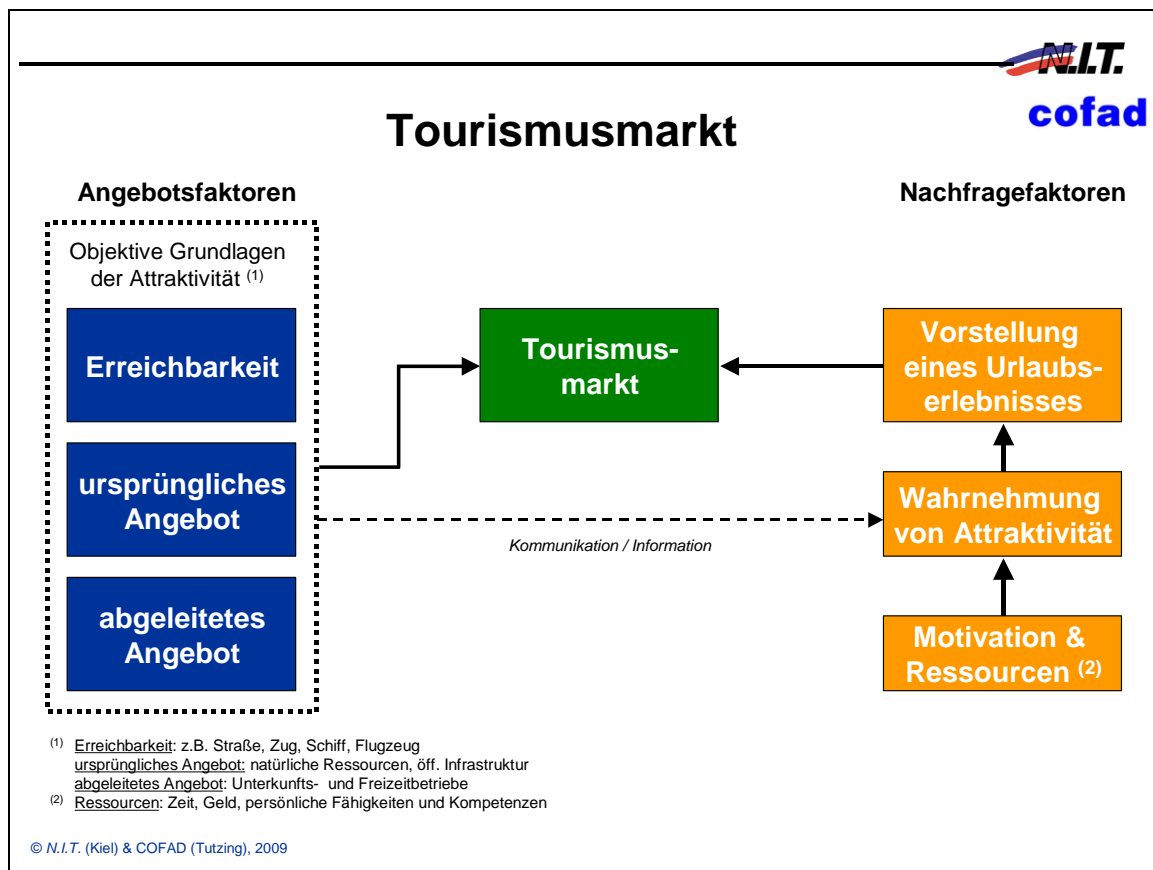 N.I.T.
cofad
Tourismusmarkt
Angebotsfaktoren
Nachfragefaktoren
Objektive Grundlagen
der Attraktivität (1)
Erreichbarkeit
ursprüngliches
Angebot
abgeleitetes
Angebot
Tourismus-
markt
Kommunikation / Information
Vorstellung
eines Urlaubs-
erlebnisses
Wahrnehmung
von Attraktivität
Motivation &
Ressourcen (2)
(1) Erreichbarkeit: z.B. Straße, Zug, Schiff, Flugzeug
ursprüngliches Angebot: natürliche Ressourcen, öff. Infrastruktur
abgeleitetes Angebot: Unterkunfts- und Freizeitbetriebe
(2) Ressourcen: Zeit, Geld, persönliche Fähigkeiten und Kompetenzen
© N.I.T. (Kiel) & COFAD (Tutzing), 2009